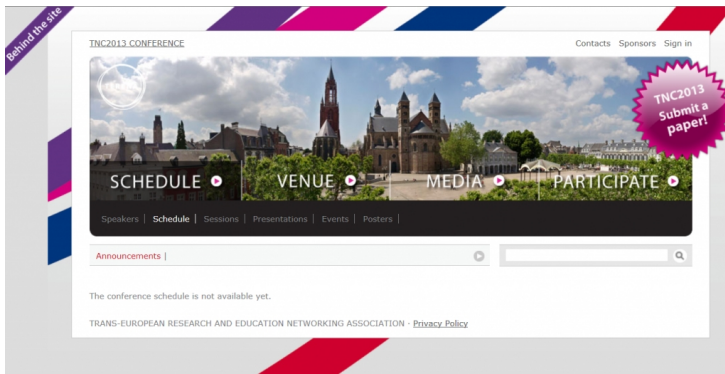 Behind the site
TNC2013 CONFERENCE
Contacts Sponsors Sign in
TNC2013
Submit a
paper!
SCHEDULE VENUE MEDIA PARTICIPATE
Speakers | Schedule | Sessions | Presentations | Events | Posters |
Announcements |
The conference schedule is not available yet.
TRANS-EUROPEAN RESEARCH AND EDUCATION NETWORKING ASSOCIATION · Privacy Policy